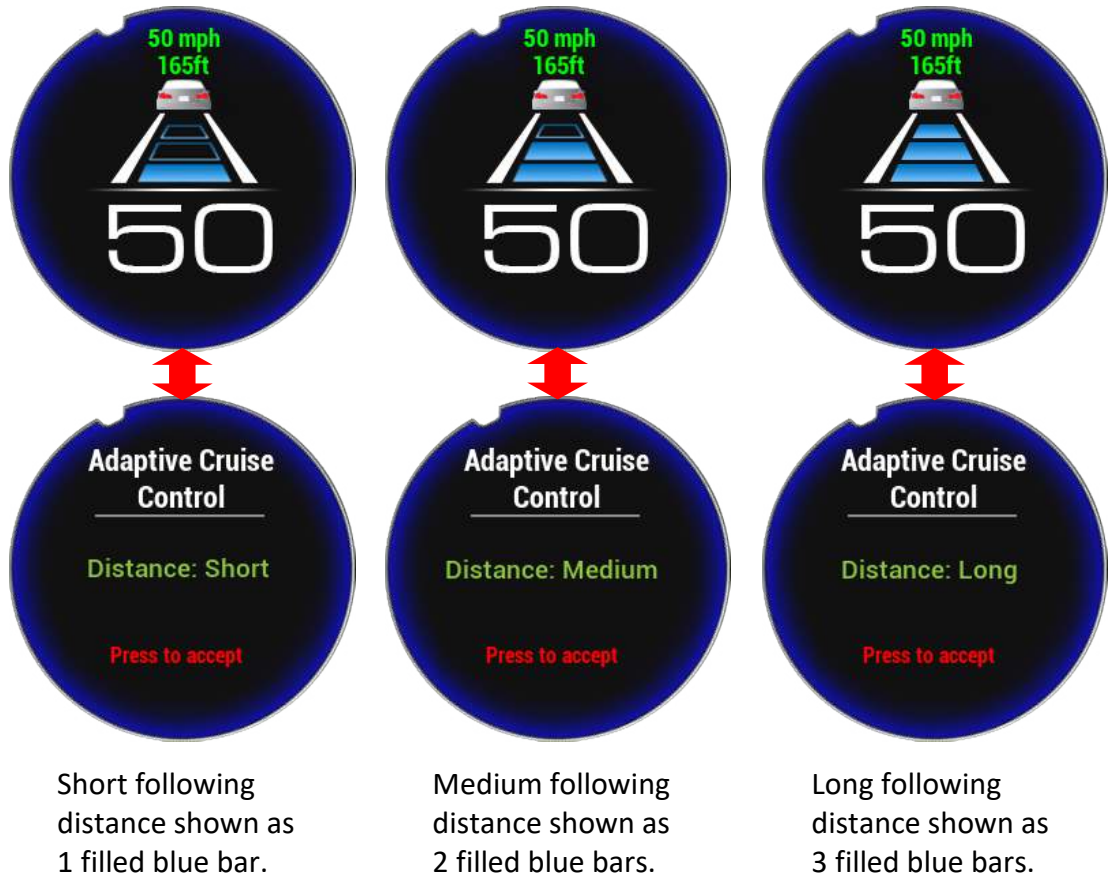 50 mph
165ft
50
50 mph
165ft
50
50 mph
165ft
50
Adaptive Cruise
Control
Distance: Short
Press to accept
Adaptive Cruise
Control
Distance: Medium
Press to accept
Adaptive Cruise
Control
Distance: Long
Press to accept
Short following
distance shown as
1 filled blue bar.
Medium following
distance shown as
2 filled blue bars.
Long following
distance shown as
3 filled blue bars.